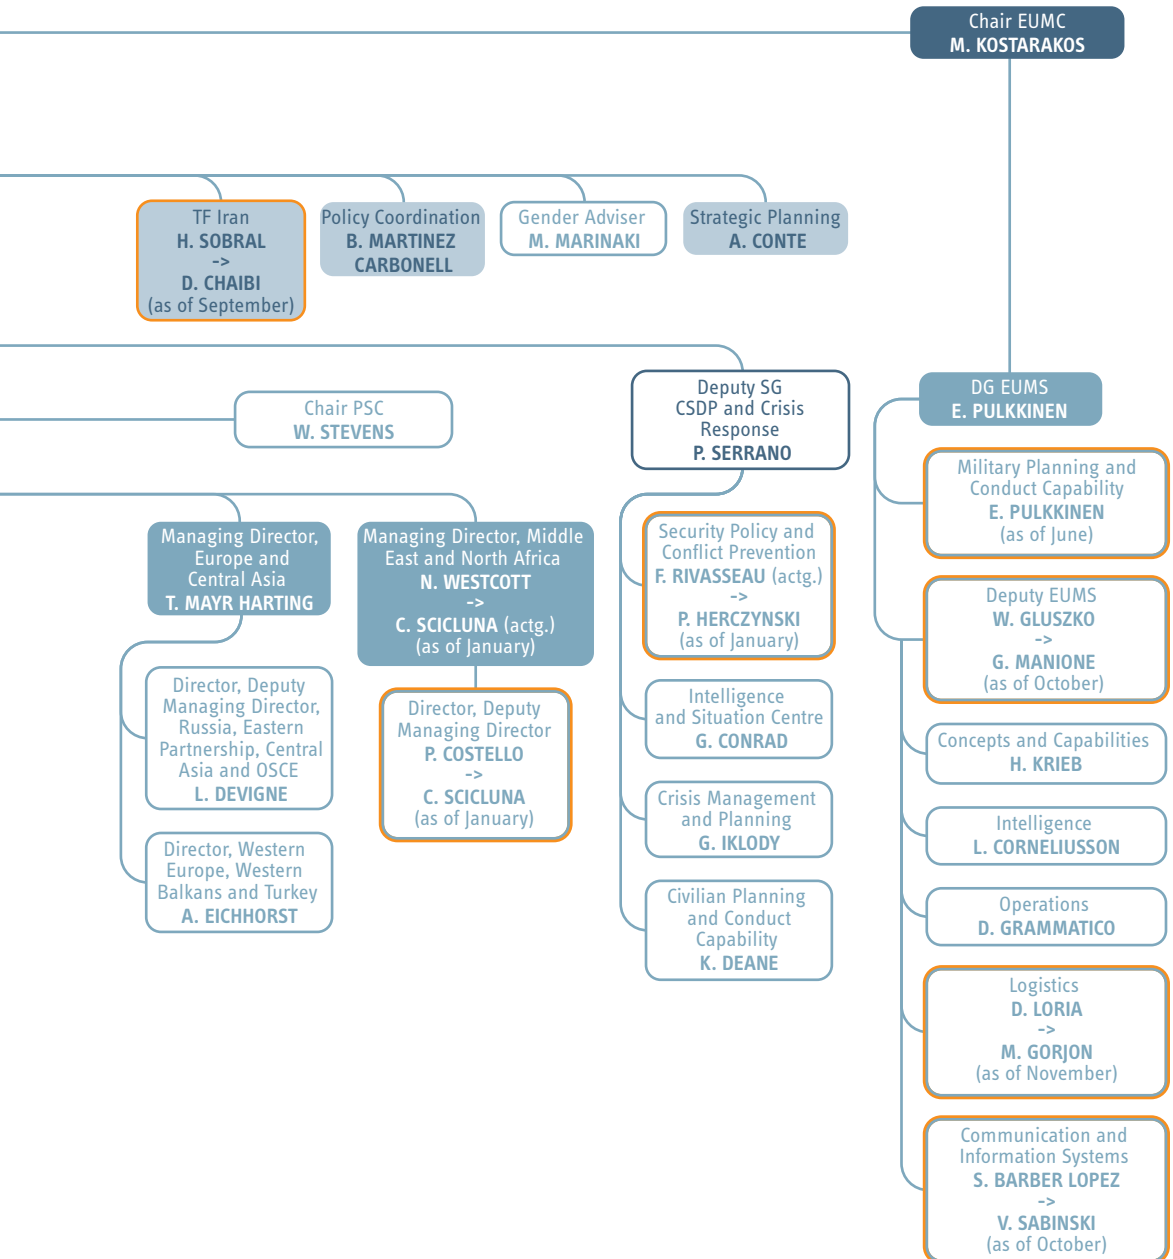 Chair EUMC
M. KOSTARAKOS
TF Iran
H. SOBRAL
->
D. CHAIBI
(as of September)
Policy Coordination
B. MARTINEZ
CARBONELL
Gender Adviser
M. MARINAKI
Strategic Planning
A. CONTE
Chair PSC
W. STEVENS
Deputy SG
CSDP and Crisis
Response
P. SERRANO
DG EUMS
E. PULKKINEN
Managing Director,
Europe and
Central Asia
T. MAYR HARTING
Director, Deputy
Managing Director,
Russia, Eastern
Partnership, Central
Asia and OSCE
L. DEVIGNE
Director, Western
Europe, Western
Balkans and Turkey
A. EICHHORST
Managing Director, Middle
East and North Africa
N. WESTCOTT
->
C. SCICLUNA (actg.)
(as of January)
Director, Deputy
Managing Director
P. COSTELLO
->
C. SCICLUNA
(as of January)
Security Policy and
Conflict Prevention
F. RIVASSEAU (actg.)
->
P. HERCZYNSKI
(as of January)
Intelligence
and Situation Centre
G. CONRAD
Crisis Management
and Planning
G. IKLODY
Civilian Planning
and Conduct
Capability
K. DEANE
Military Planning and
Conduct Capability
E. PULKKINEN
(as of June)
Deputy EUMS
W. GLUSZKO
->
G. MANIONE
(as of October)
Concepts and Capabilities
H. KRIEB
Intelligence
L. CORNELIUSSON
Operations
D. GRAMMATICO
Logistics
D. LORIA
->
M. GORJON
(as of November)
Communication and
Information Systems
S. BARBER LOPEZ
->
V. SABINSKI
(as of October)